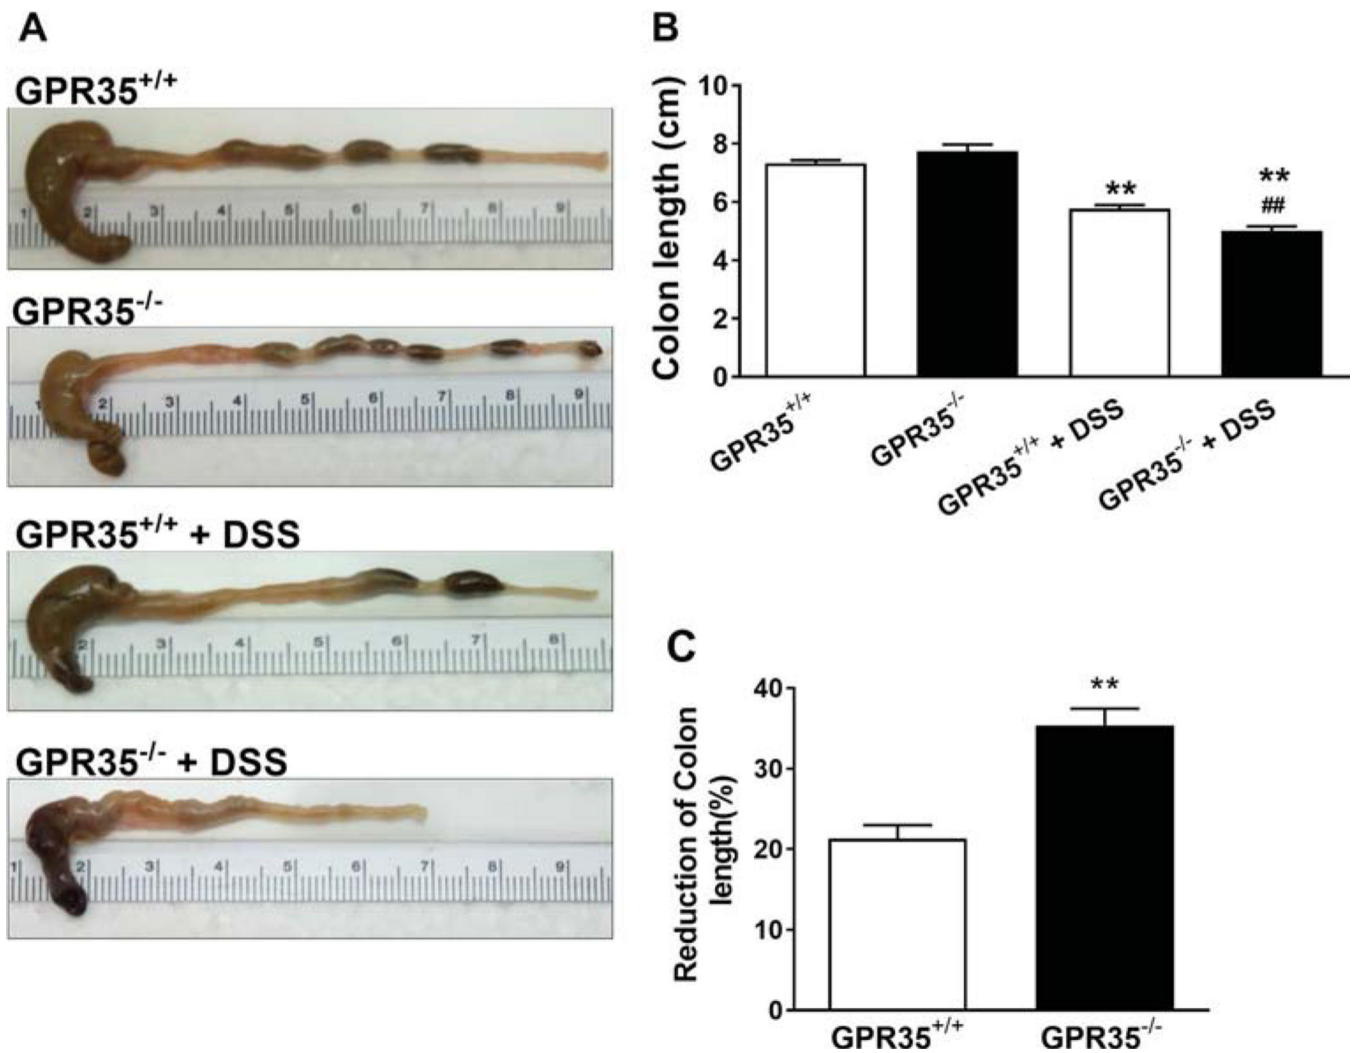 A
GPR35+/+
1 2 3 4 5 6 7 8 9
GPR35-/-
1 2 3 4 5 6 7 8 9
GPR35+/+ + DSS
2 3 4 5 6 7 8
GPR35-/- + DSS
1 2 3 4 5 6 7 8 9
B
Colon length (cm)
10
8
6
4
2
0
**
**
##
GPR35+/+
GPR35-/-
GPR35+/+ + DSS
GPR35-/- + DSS
C
Reduction of Colon
length(%)
40
30
20
10
0
**
GPR35+/+
GPR35-/-